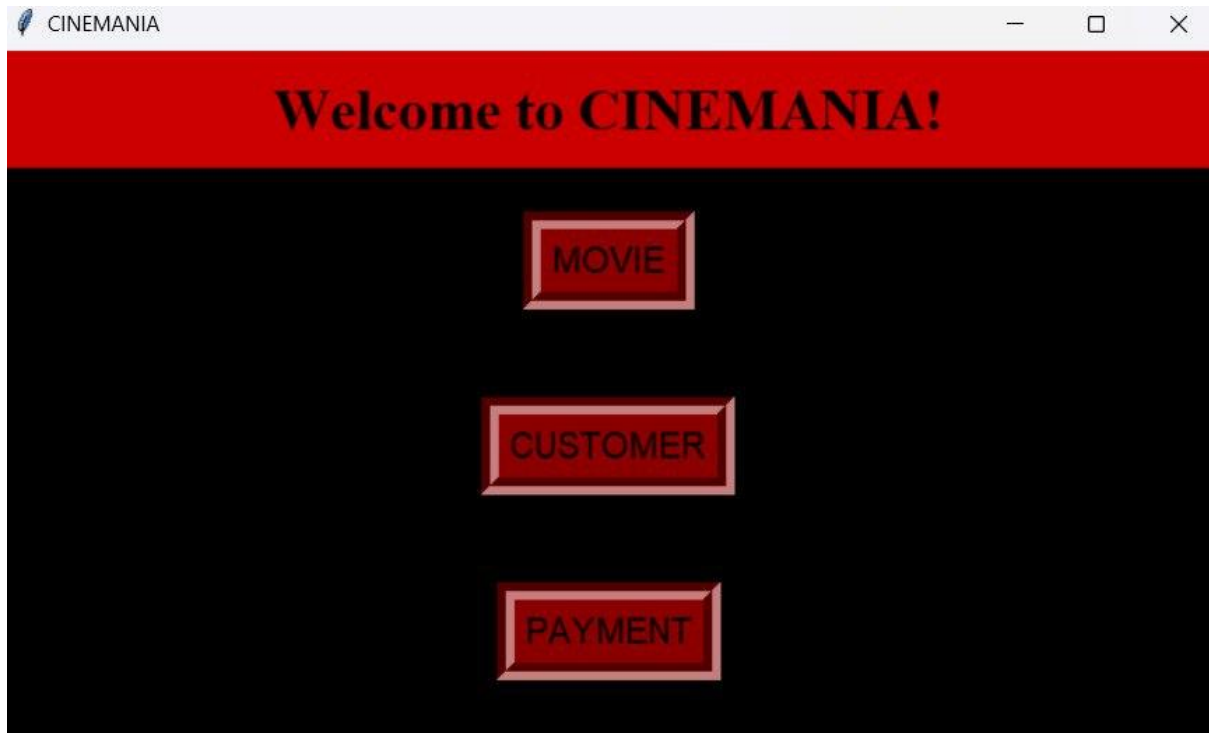 CINEMANIA
Welcome to CINEMANIA!
MOVIE
CUSTOMER
PAYMENT